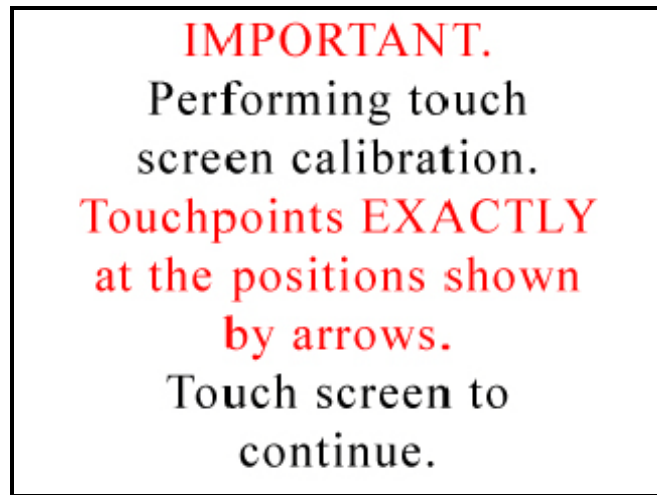 IMPORTANT.
Performing touch
screen calibration.
Touchpoints EXACTLY
at the positions shown
by arrows.
Touch screen to
continue.